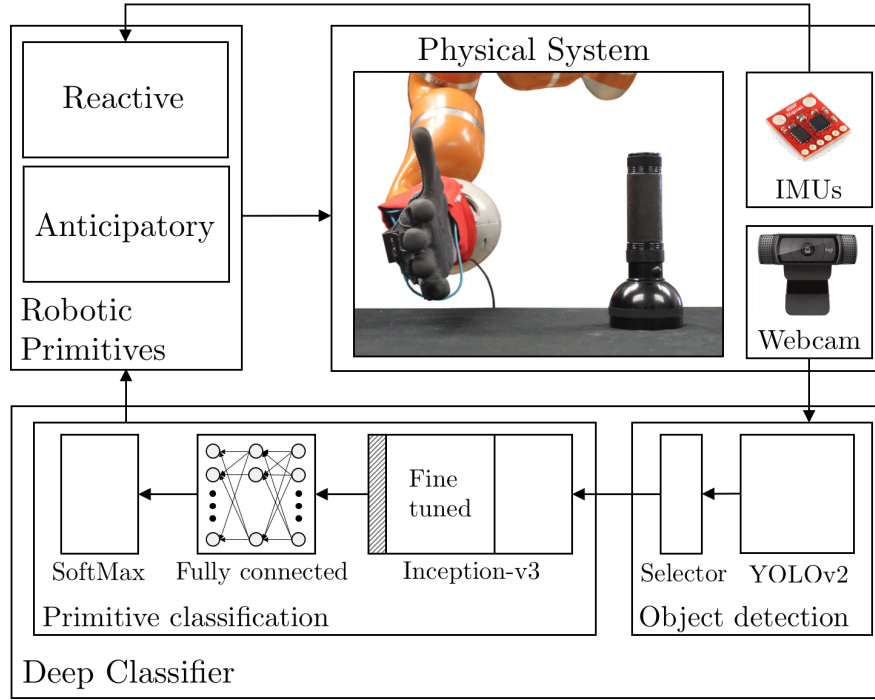 Physical System
Reactive
IMUs
Anticipatory
Robotic
Primitives
Webcam
Fine
tuned
SoftMax
Fully connected
Inception-v3
Selector
YOLOv2
Primitive classification
Object detection
Deep Classifier